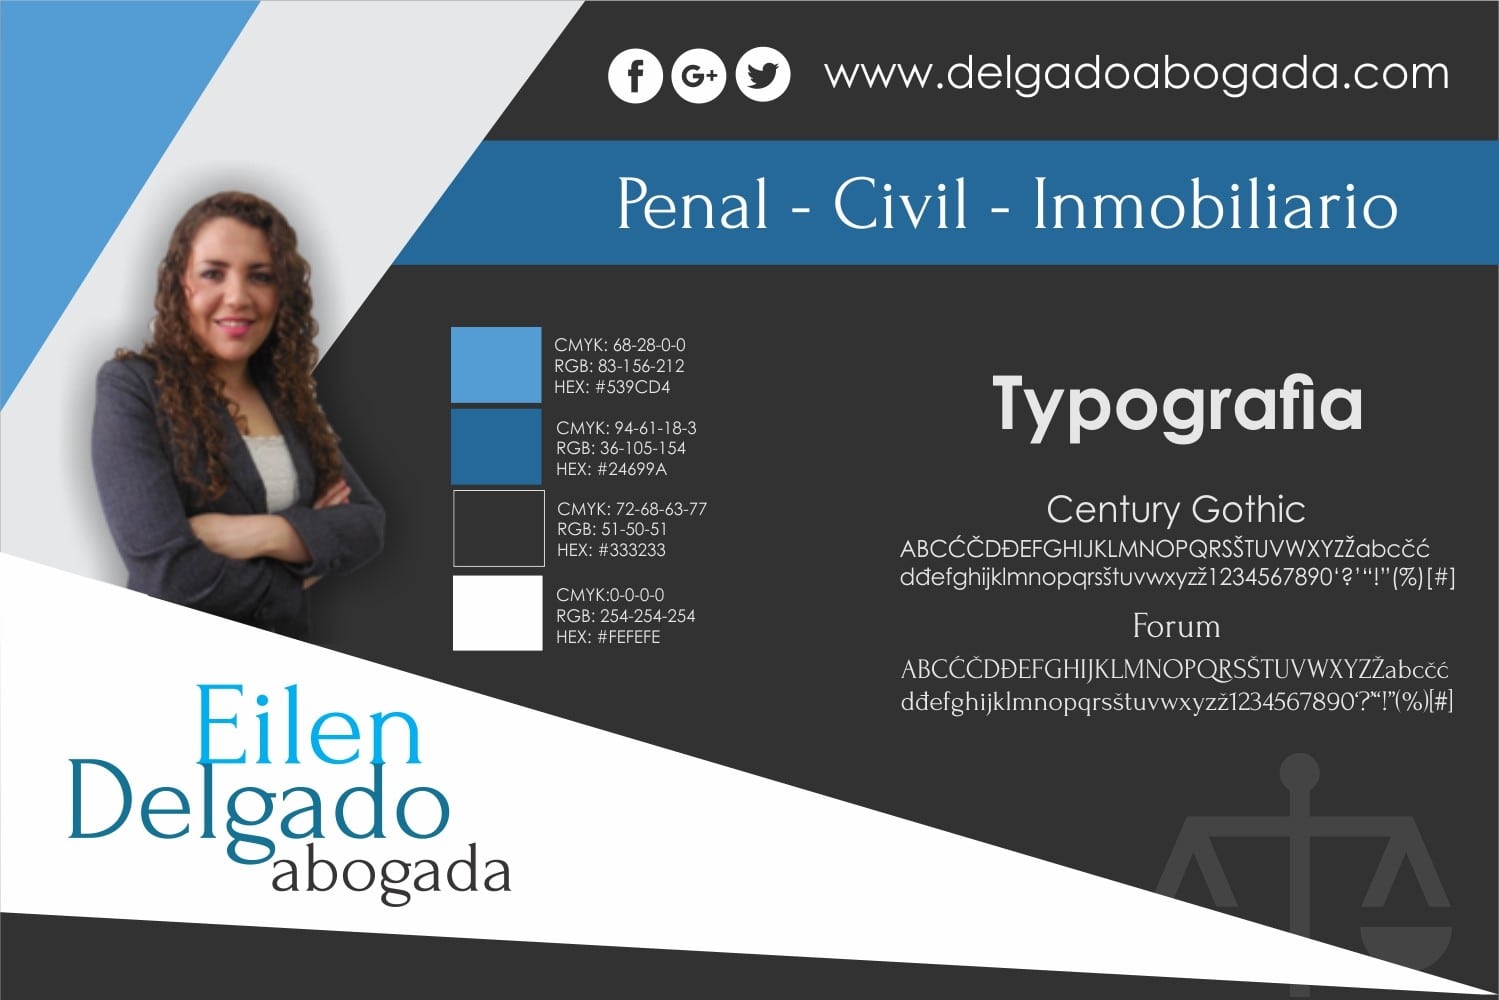 www.delgadoabogada.com
Penal - Civil - Inmobiliario
CMYK: 68-28-0-0
RGB: 83-156-212
HEX: #539CD4
CMYK: 94-61-18-3
RGB: 36-105-154
HEX: #24699A
CMYK: 72-68-63-77
RGB: 51-50-51
HEX: #333233
CMYK:0-0-0-0
RGB: 254-254-254
HEX: #FEFEFE
Typografia
Century Gothic
ABCĆČDĐEFGHIJKLMNOPQRSŠTUVWXYZŽabcčć
dđefghijklmnopqrsštuvwxyzž1234567890‘?’“!”(%)[#]
Forum
ABCĆČDĐEFGHIJKLMNOPQRSŠTUVWXYZŽabcčć
dđefghijklmnopqrsštuvwxyzž1234567890‘?’“!”(%)[#]
Eilen
Delgado
abogada